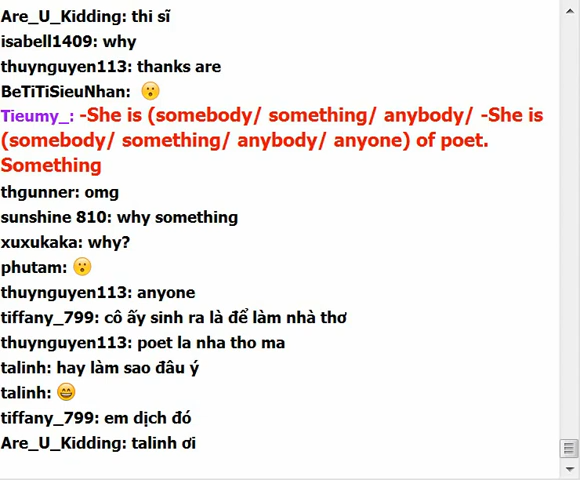 Are_U_Kidding: thi sĩ
isabell1409: why
thuynguyen113: thanks are
BeTiTiSieuNhan: 😮
Tieumy_: -She is (somebody/ something/ anybody/ -She is
(somebody/ something/ anybody/ anyone) of poet.
Something
thgunner: omg
sunshine 810: why something
xuxukaka: why?
phutam: 😮
thuynguyen113: anyone
tiffany_799: cô ấy sinh ra là để làm nhà thơ
thuynguyen113: poet la nha tho ma
talinh: hay làm sao đâu ý
talinh: 😄
tiffany_799: em dịch đó
Are_U_Kidding: talinh ơi